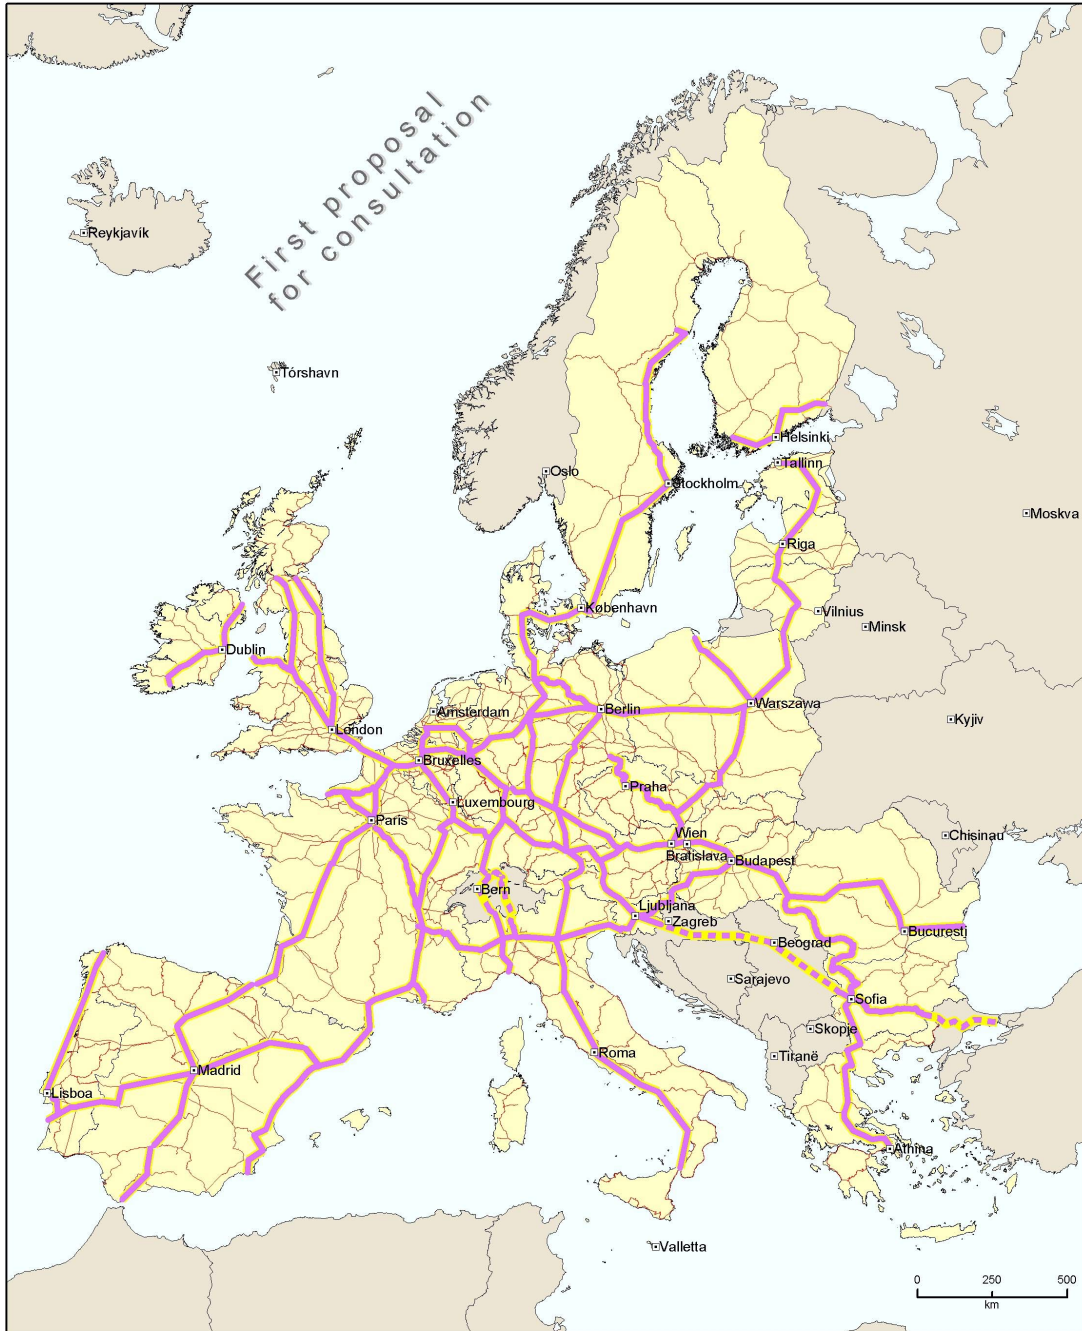 First proposal
for consultation
Reykjavík
Tórshavn
Oslo
Helsinki
Tallinn
Stockholm
Moskva
Riga
København
Vilnius
Minsk
Dublin
Amsterdam
Berlin
Warszawa
Kyjiv
London
Bruxelles
Praha
Luxembourg
Paris
Wien
Bratislava
Budapest
Chisinau
Bern
Ljubljana
Zagreb
Bucuresti
Beograd
Sarajevo
Sofia
Skopje
Tiranë
Roma
Madrid
Lisboa
Athina
Valletta
0 250 500
km